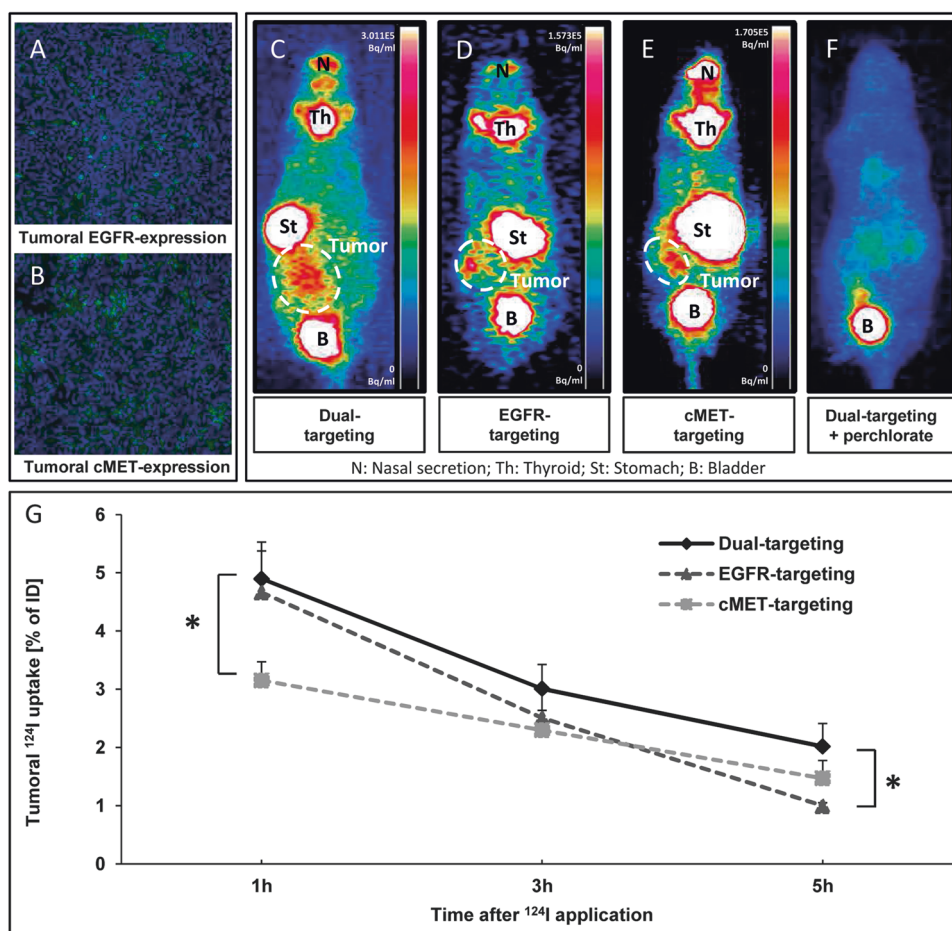 A
Tumoral EGFR-expression
B
Tumoral cMET-expression
C
3.011E5
Bq/ml
N
Th
St
Tumor
B
0
Bq/ml
Dual-
targeting
D
1.573E5
Bq/ml
N
Th
St
Tumor
B
0
Bq/ml
EGFR-
targeting
E
1.705E5
Bq/ml
N
Th
St
Tumor
B
0
Bq/ml
cMET-
targeting
F
B
Dual-targeting
+ perchlorate
N: Nasal secretion; Th: Thyroid; St: Stomach; B: Bladder
G
6
5
4
3
2
1
0
Tumoral ¹²⁴I uptake [% of ID]
*
*
Dual-targeting
EGFR-targeting
cMET-targeting
1h
3h
5h
Time after ¹²⁴I application